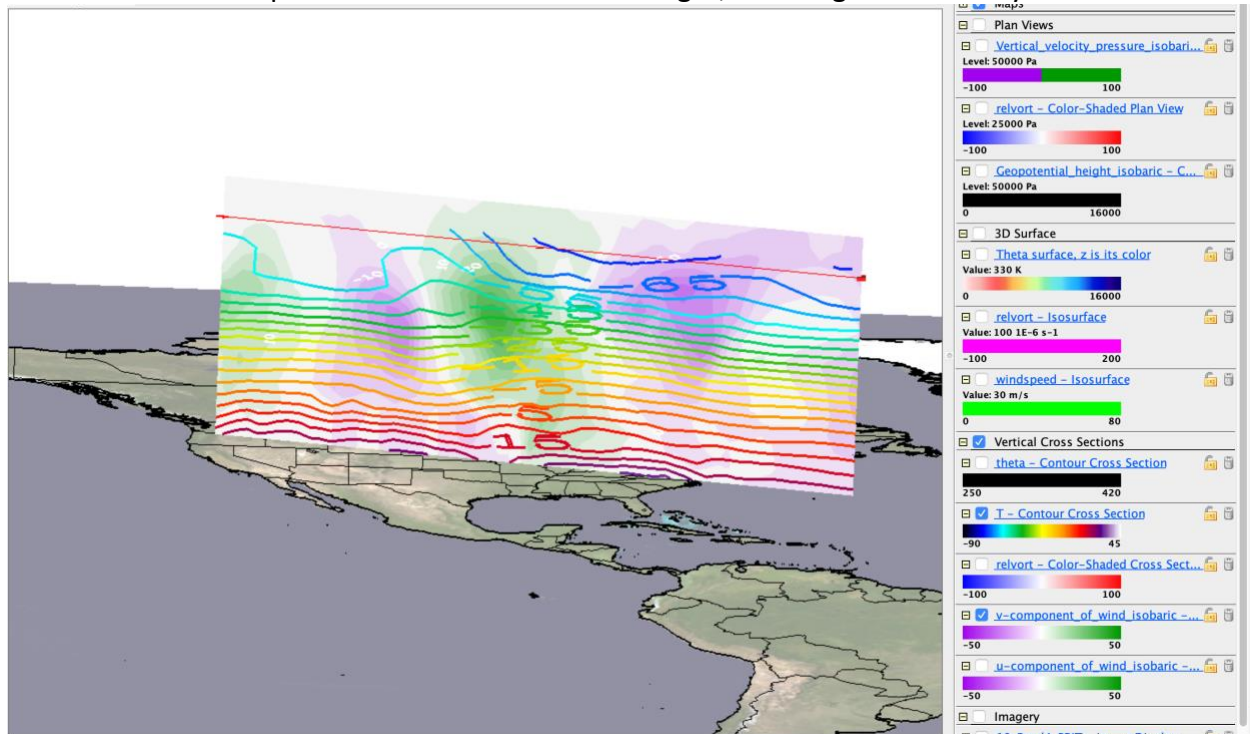 Maps
Plan Views
Vertical_velocity_pressure_isobari...
Level: 50000 Pa
-100 100
relvort - Color-Shaded Plan View
Level: 25000 Pa
-100 100
Geopotential_height_isobaric - C...
Level: 50000 Pa
0 16000
3D Surface
Theta surface, z is its color
Value: 330 K
0 16000
relvort - Isosurface
Value: 100 1E-6 s-1
-100 200
windspeed - Isosurface
Value: 30 m/s
0 80
Vertical Cross Sections
theta - Contour Cross Section
250 420
T - Contour Cross Section
-90 45
relvort - Color-Shaded Cross Sect...
-100 100
v-component_of_wind_isobaric -...
-50 50
u-component_of_wind_isobaric -...
-50 50
Imagery
65
5
5
15